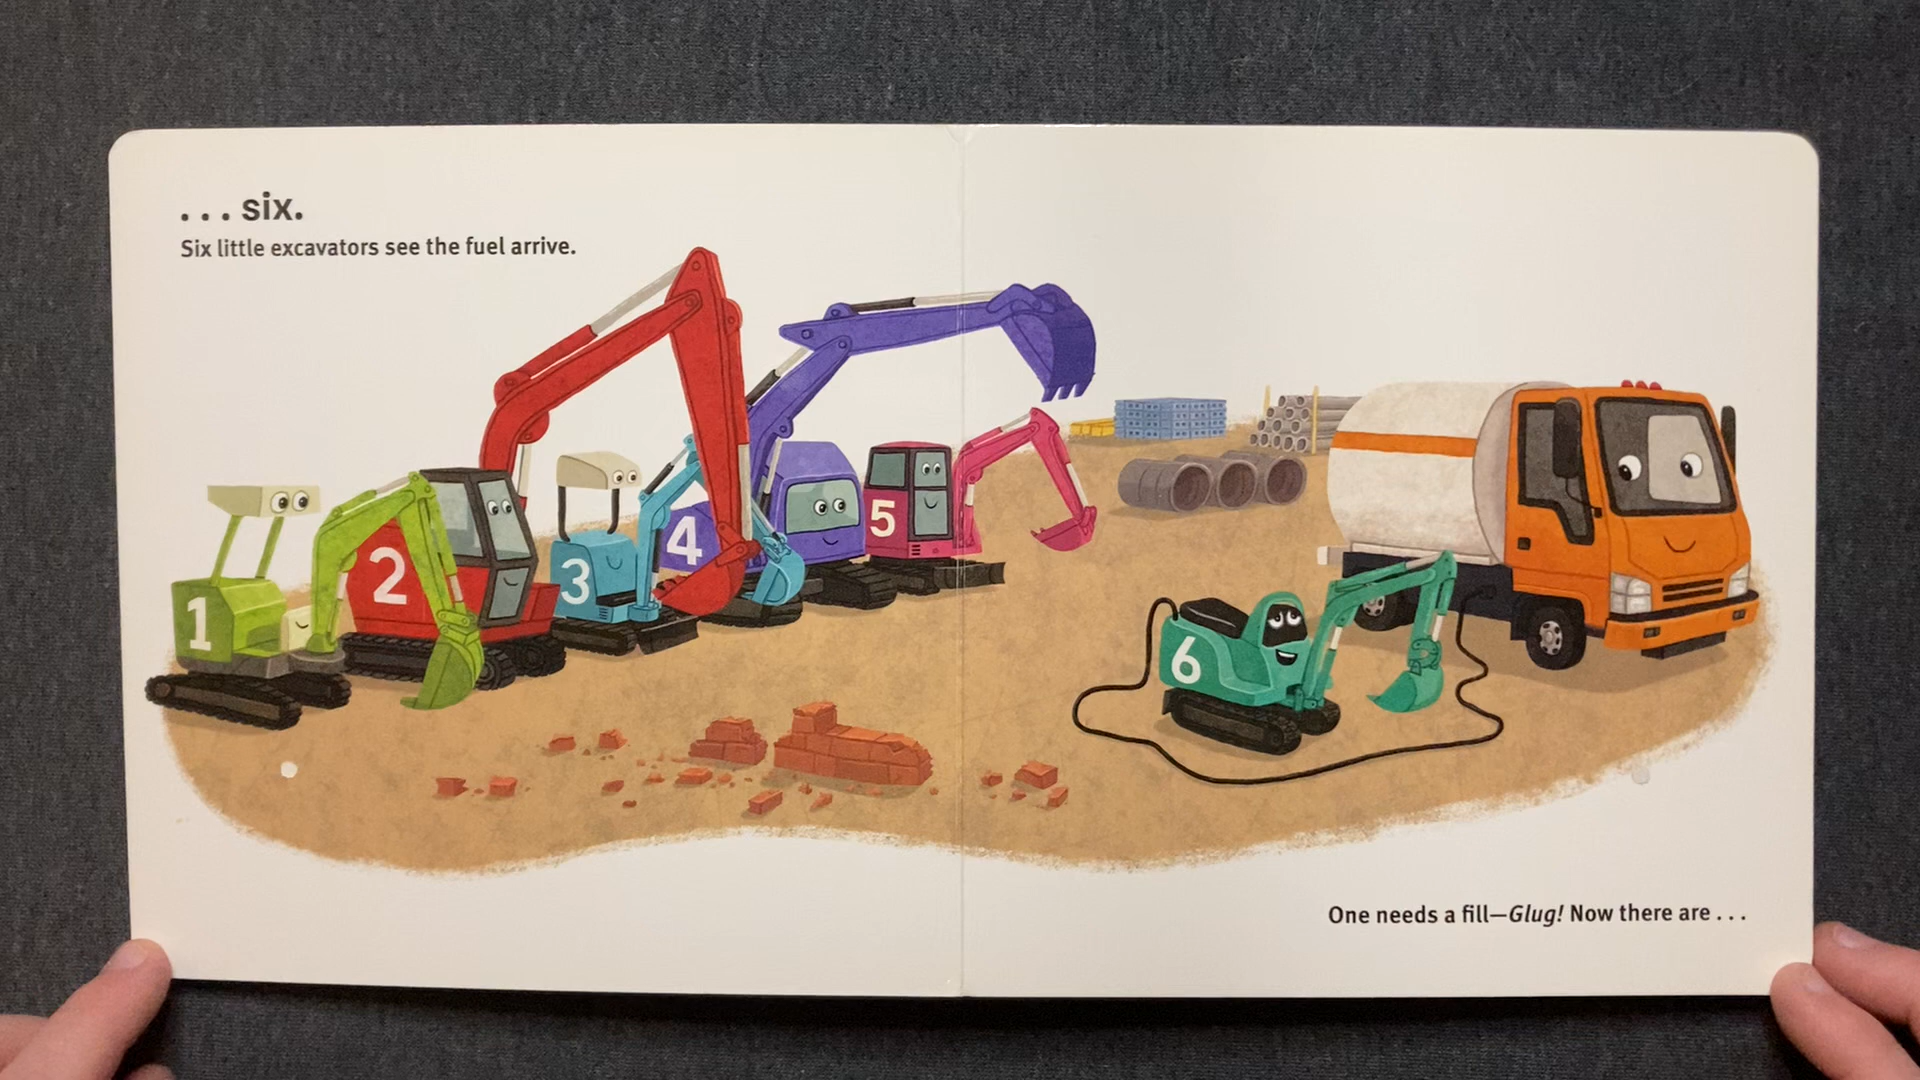 . . . six.
Six little excavators see the fuel arrive.
1
2
3
4
5
6
One needs a fill—Glug! Now there are . . .